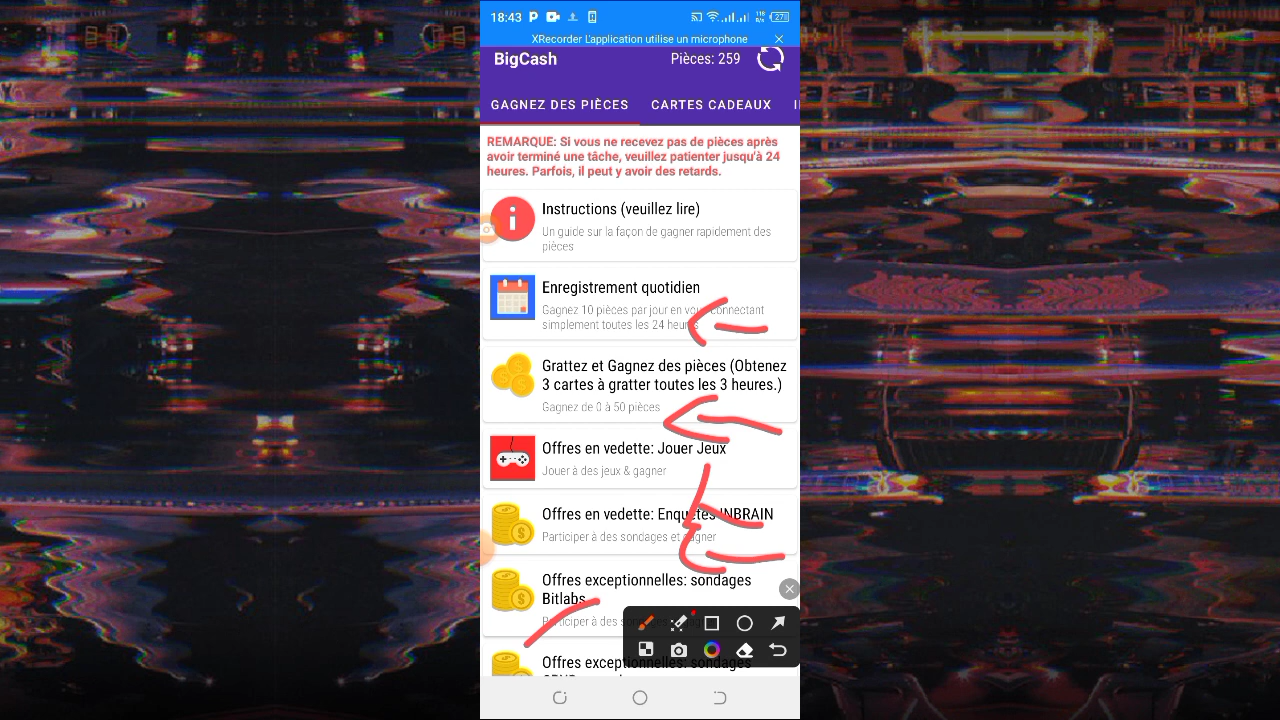 18:43
XRecorder L'application utilise un microphone
BigCash
Pièces: 259
GAGNEZ DES PIÈCES
CARTES CADEAUX
REMARQUE: Si vous ne recevez pas de pièces après
avoir terminé une tâche, veuillez patienter jusqu'à 24
heures. Parfois, il peut y avoir des retards.
Instructions (veuillez lire)
Un guide sur la façon de gagner rapidement des
pièces
Enregistrement quotidien
Gagnez 10 pièces par jour en vous connectant
simplement toutes les 24 heures
Grattez et Gagnez des pièces (Obtenez
3 cartes à gratter toutes les 3 heures.)
Gagnez de 0 à 50 pièces
Offres en vedette: Jouer Jeux
Jouer à des jeux & gagner
Offres en vedette: Enquêtes INBRAIN
Participer à des sondages et gagner
Offres exceptionnelles: sondages
Bitlabs
Participer à des
Offres exceptionnelles: sondages